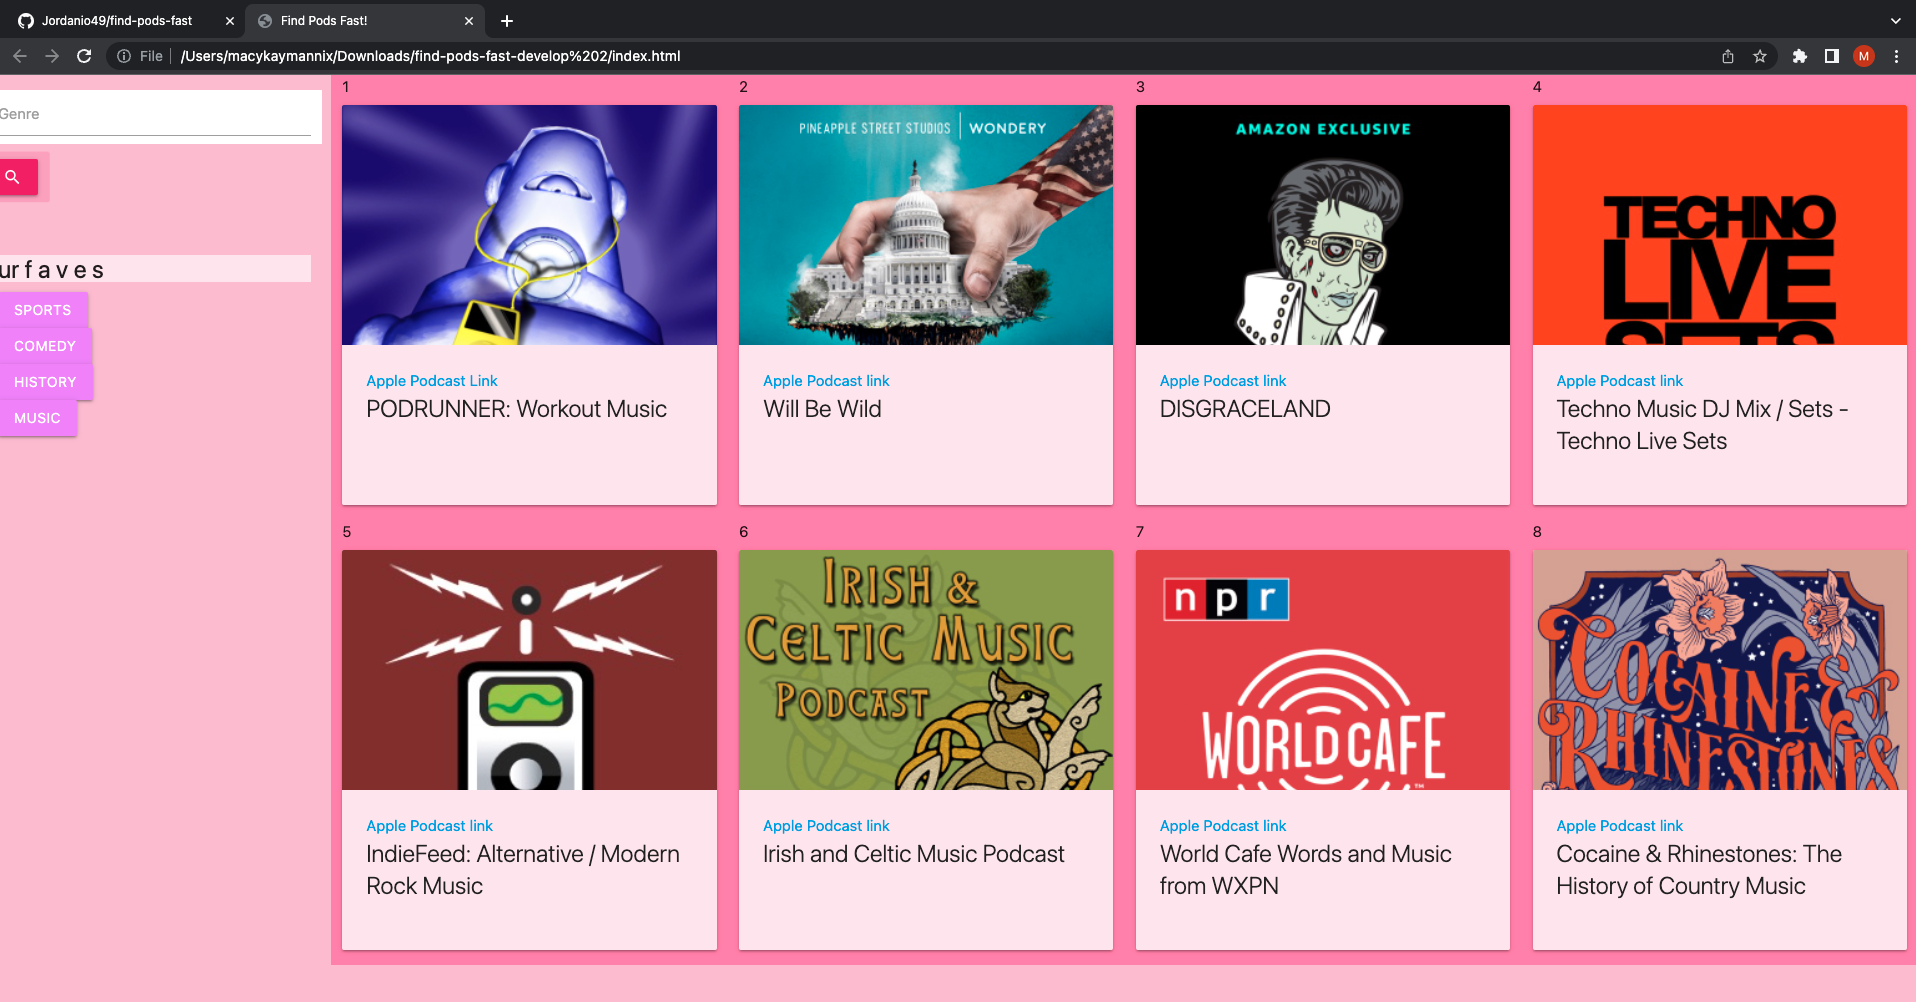 Jordanio49/find-pods-fast
Find Pods Fast!
File
/Users/macykaymannix/Downloads/find-pods-fast-develop%202/index.html
M
Genre
ur faves
SPORTS
COMEDY
HISTORY
MUSIC
1
2
3
4
PINEAPPLE STREET STUDIOS | WONDERY
AMAZON EXCLUSIVE
TECHNO
LIVE
SETS
Apple Podcast Link
PODRUNNER: Workout Music
Apple Podcast link
Will Be Wild
Apple Podcast link
DISGRACELAND
Apple Podcast link
Techno Music DJ Mix / Sets -
Techno Live Sets
5
6
7
8
IRISH &
CELTIC MUSIC
PODCAST
npr
WORLD CAFE
TM
COCAINE &
RHINESTONES
Apple Podcast link
IndieFeed: Alternative / Modern
Rock Music
Apple Podcast link
Irish and Celtic Music Podcast
Apple Podcast link
World Cafe Words and Music
from WXPN
Apple Podcast link
Cocaine & Rhinestones: The
History of Country Music